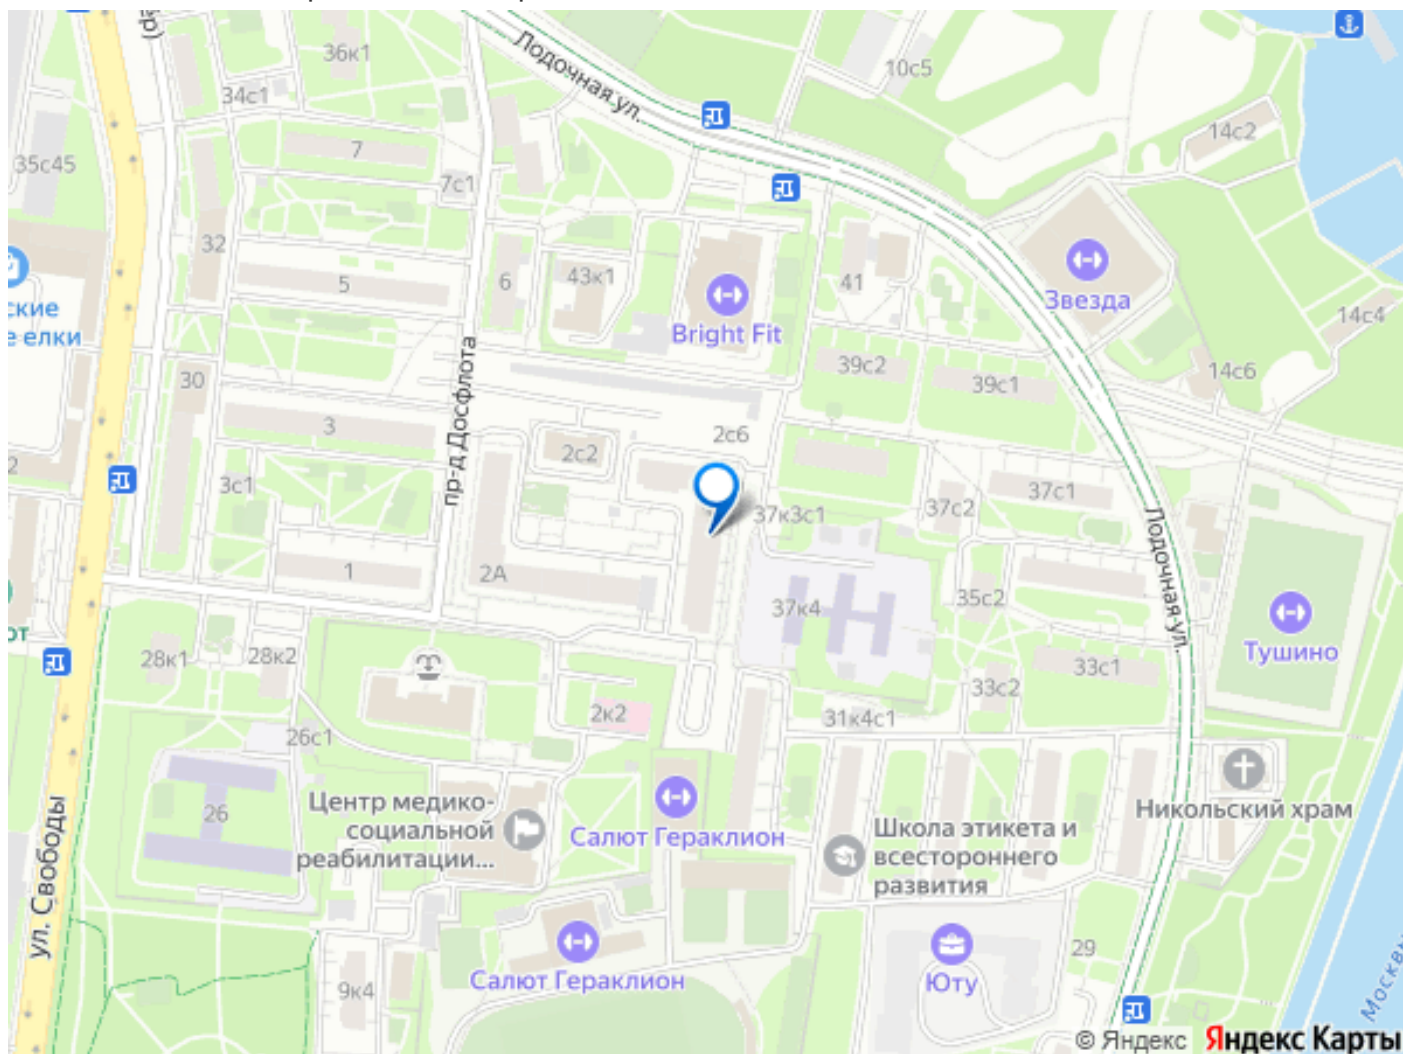 36к1
Лодочная ул.
10с5
34с1
14с2
35с45
7
7с1
32
5
6
43к1
41
Звезда
ские
е елки
Bright Fit
14с4
30
39с2
39с1
14с6
пр-д Досфлота
3
2с6
2
2с2
3с1
37с1
37с2
37к3с1
Лодочная ул.
1
2А
37к4
35с2
Тушино
от
28к1
28к2
33с1
33с2
2к2
31к4с1
26с1
Никольский храм
26
Центр медико-
социальной
реабилитации...
Салют Гераклион
Школа этикета и
всестороннего
развития
ул. Свободы
Салют Гераклион
Юту
29
9к4
Москв
© Яндекс Яндекс Карты